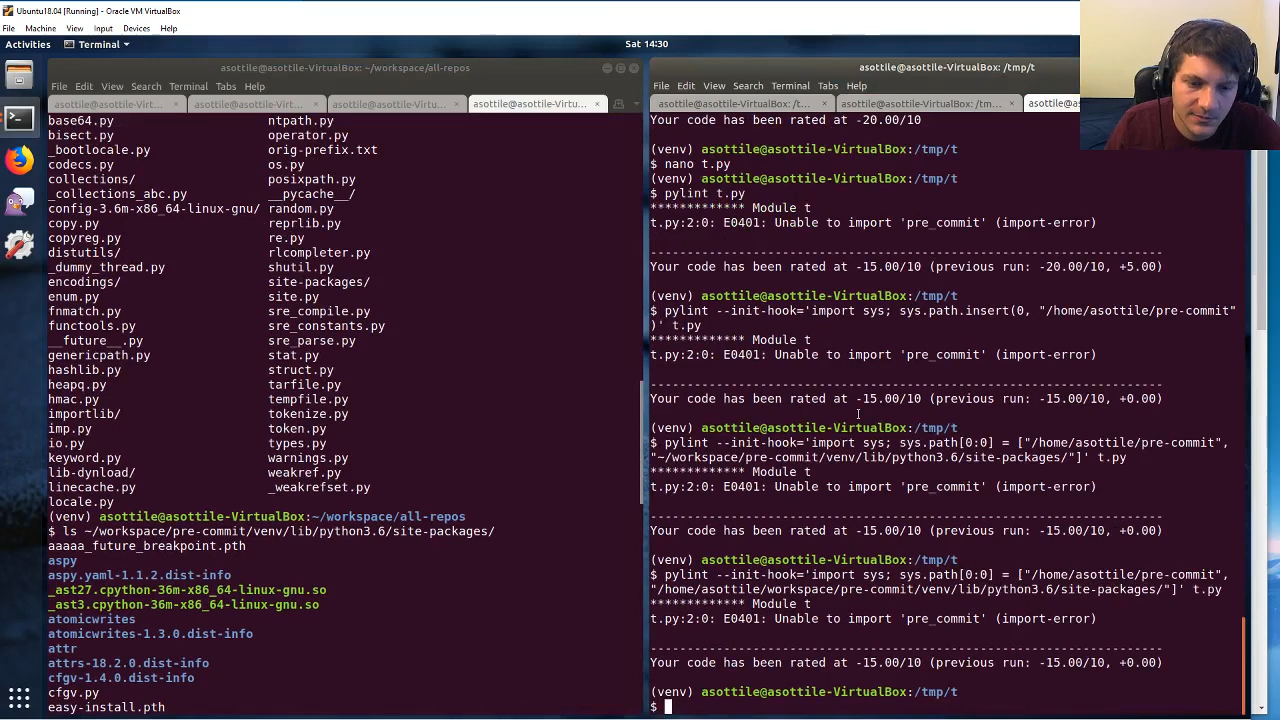 Ubuntu18.04 [Running] - Oracle VM VirtualBox
File Machine View Input Devices Help
Activities Terminal Sat 14:30
asottile@asottile-VirtualBox: ~/workspace/all-repos
File Edit View Search Terminal Tabs Help
asottile@asottile-Virt... asottile@asottile-Virtu... asottile@asottile-Virtu... asottile@asottile-Virtu...
base64.py ntpath.py
bisect.py operator.py
_bootlocale.py orig-prefix.txt
codecs.py os.py
collections/ posixpath.py
_collections_abc.py __pycache__/
config-3.6m-x86_64-linux-gnu/ random.py
copy.py reprlib.py
copyreg.py re.py
distutils/ rlcompleter.py
_dummy_thread.py shutil.py
encodings/ site-packages/
enum.py site.py
fnmatch.py sre_compile.py
functools.py sre_constants.py
__future__.py sre_parse.py
genericpath.py stat.py
hashlib.py struct.py
heapq.py tarfile.py
hmac.py tempfile.py
importlib/ tokenize.py
imp.py token.py
io.py types.py
keyword.py warnings.py
lib-dynload/ weakref.py
linecache.py _weakrefset.py
locale.py
(venv) asottile@asottile-VirtualBox:~/workspace/all-repos
$ ls ~/workspace/pre-commit/venv/lib/python3.6/site-packages/
aaaaa_future_breakpoint.pth
aspy
aspy.yaml-1.1.2.dist-info
_ast27.cpython-36m-x86_64-linux-gnu.so
_ast3.cpython-36m-x86_64-linux-gnu.so
atomicwrites
atomicwrites-1.3.0.dist-info
attr
attrs-18.2.0.dist-info
cfgv-1.4.0.dist-info
cfgv.py
easy-install.pth
asottile@asottile-VirtualBox: /tmp/t
File Edit View Search Terminal Tabs Help
asottile@asottile-VirtualBox: /t... asottile@asottile-VirtualBox: /tm... asottile@as
Your code has been rated at -20.00/10
(venv) asottile@asottile-VirtualBox:/tmp/t
$ nano t.py
(venv) asottile@asottile-VirtualBox:/tmp/t
$ pylint t.py
************* Module t
t.py:2:0: E0401: Unable to import 'pre_commit' (import-error)
-----------------------------------------------------------------------
Your code has been rated at -15.00/10 (previous run: -20.00/10, +5.00)
(venv) asottile@asottile-VirtualBox:/tmp/t
$ pylint --init-hook='import sys; sys.path.insert(0, "/home/asottile/pre-commit"
)' t.py
************* Module t
t.py:2:0: E0401: Unable to import 'pre_commit' (import-error)
-----------------------------------------------------------------------
Your code has been rated at -15.00/10 (previous run: -15.00/10, +0.00)
(venv) asottile@asottile-VirtualBox:/tmp/t
$ pylint --init-hook='import sys; sys.path[0:0] = ["/home/asottile/pre-commit",
"~/workspace/pre-commit/venv/lib/python3.6/site-packages/"]' t.py
************* Module t
t.py:2:0: E0401: Unable to import 'pre_commit' (import-error)
-----------------------------------------------------------------------
Your code has been rated at -15.00/10 (previous run: -15.00/10, +0.00)
(venv) asottile@asottile-VirtualBox:/tmp/t
$ pylint --init-hook='import sys; sys.path[0:0] = ["/home/asottile/pre-commit",
"/home/asottile/workspace/pre-commit/venv/lib/python3.6/site-packages/"]' t.py
************* Module t
t.py:2:0: E0401: Unable to import 'pre_commit' (import-error)
-----------------------------------------------------------------------
Your code has been rated at -15.00/10 (previous run: -15.00/10, +0.00)
(venv) asottile@asottile-VirtualBox:/tmp/t
$